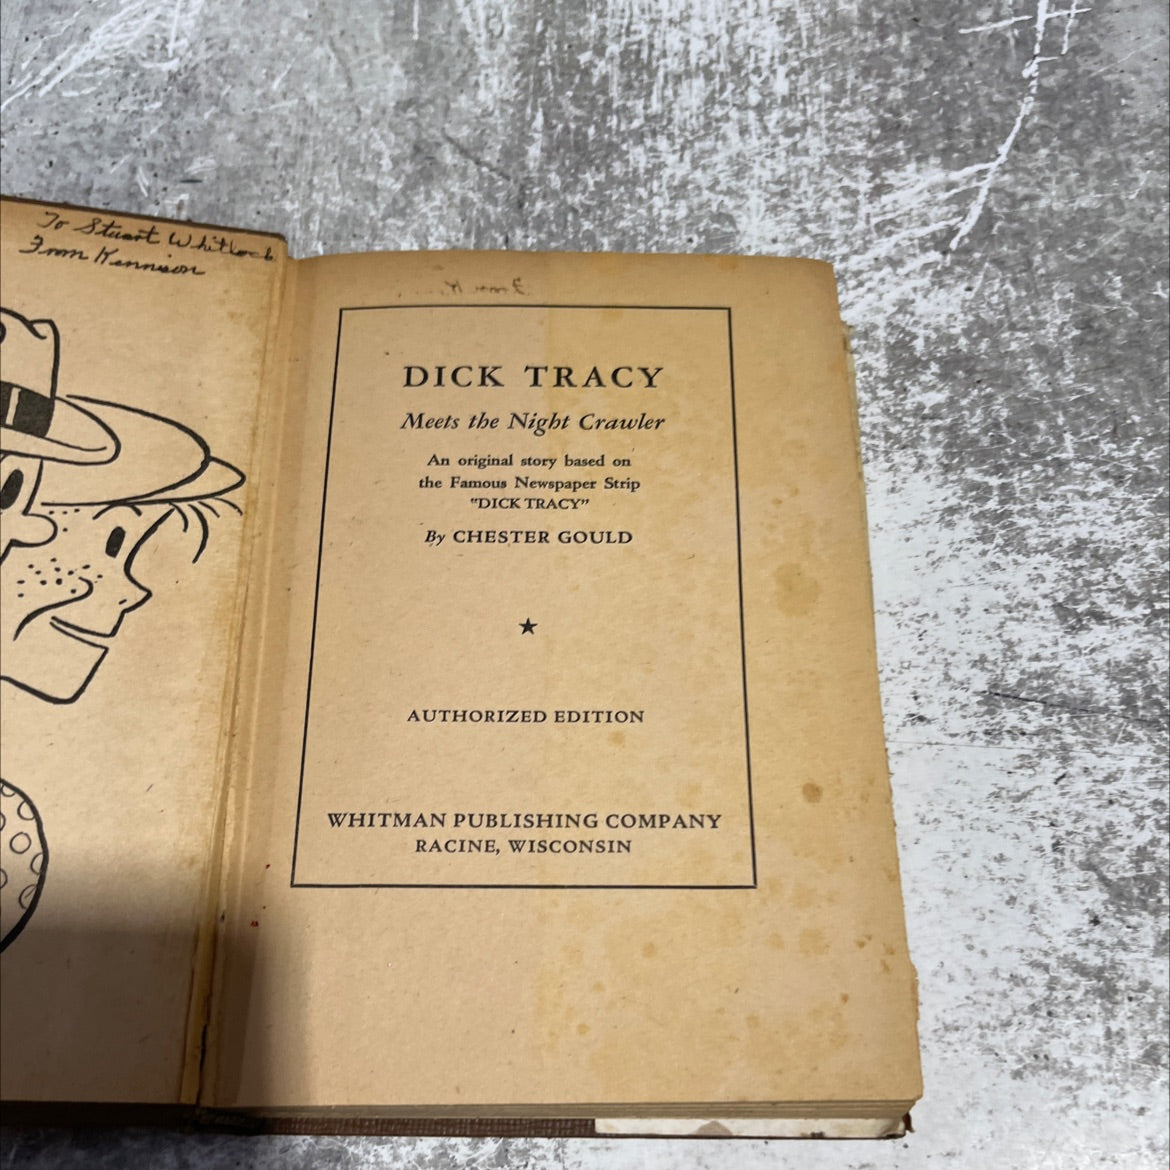 To Stuart Whitlock
From Kennison
DICK TRACY
Meets the Night Crawler
An original story based on
the Famous Newspaper Strip
"DICK TRACY"
By CHESTER GOULD
AUTHORIZED EDITION
WHITMAN PUBLISHING COMPANY
RACINE, WISCONSIN